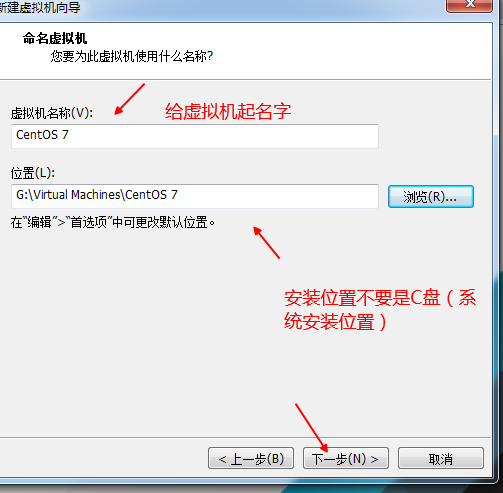 新建虚拟机向导
命名虚拟机
您要为此虚拟机使用什么名称?
虚拟机名称(V):
给虚拟机起名字
CentOS 7
位置(L):
G:\Virtual Machines\CentOS 7
浏览(R)...
在“编辑”>“首选项”中可更改默认位置。
安装位置不要是C盘（系
统安装位置）
< 上一步(B)
下一步(N) >
取消